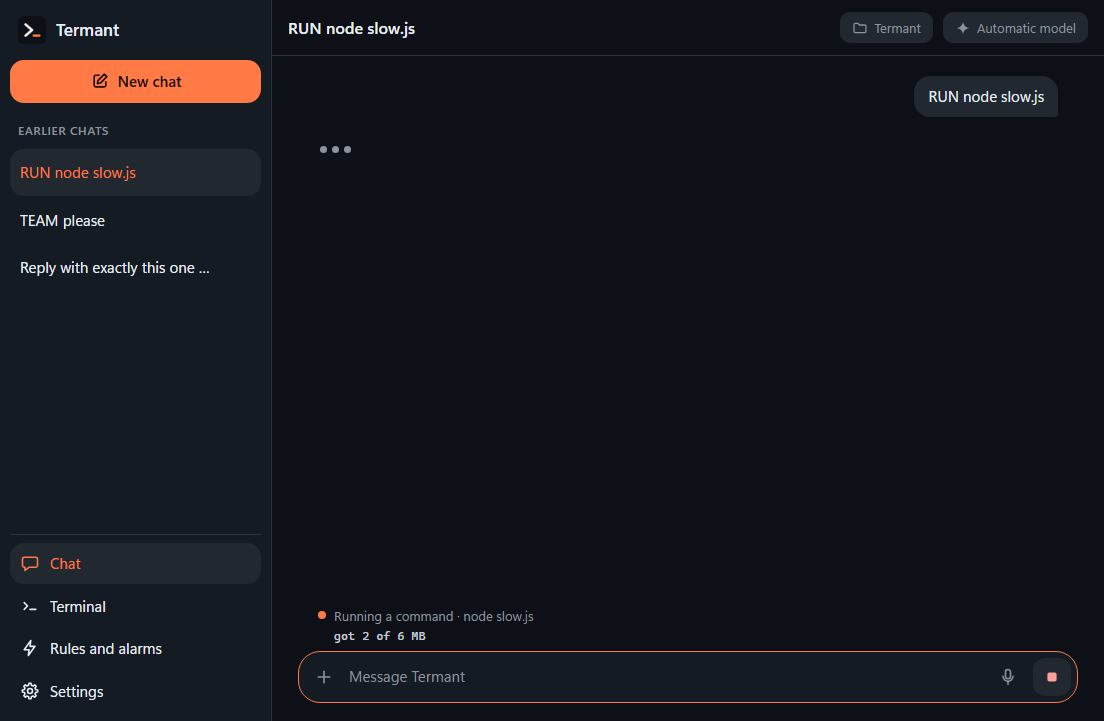 Termant
New chat
EARLIER CHATS
RUN node slow.js
TEAM please
Reply with exactly this one ...
Chat
Terminal
Rules and alarms
Settings
RUN node slow.js
Termant
Automatic model
RUN node slow.js
Running a command · node slow.js
got 2 of 6 MB
Message Termant